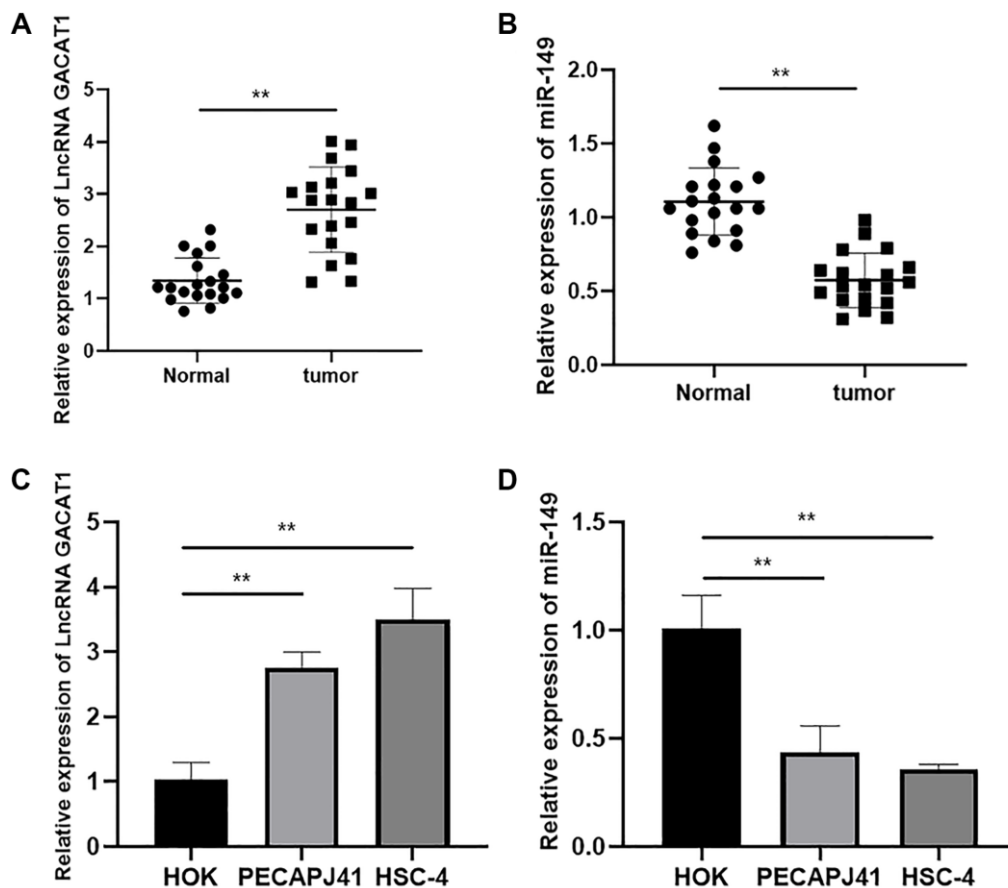 A
Relative expression of LncRNA GACAT1
5
4
3
2
1
0
**
Normal
tumor
B
Relative expression of miR-149
2.0
1.5
1.0
0.5
0.0
**
Normal
tumor
C
Relative expression of LncRNA GACAT1
5
4
3
2
1
0
**
**
HOK
PECAPJ41
HSC-4
D
Relative expression of miR-149
1.5
1.0
0.5
0.0
**
**
HOK
PECAPJ41
HSC-4